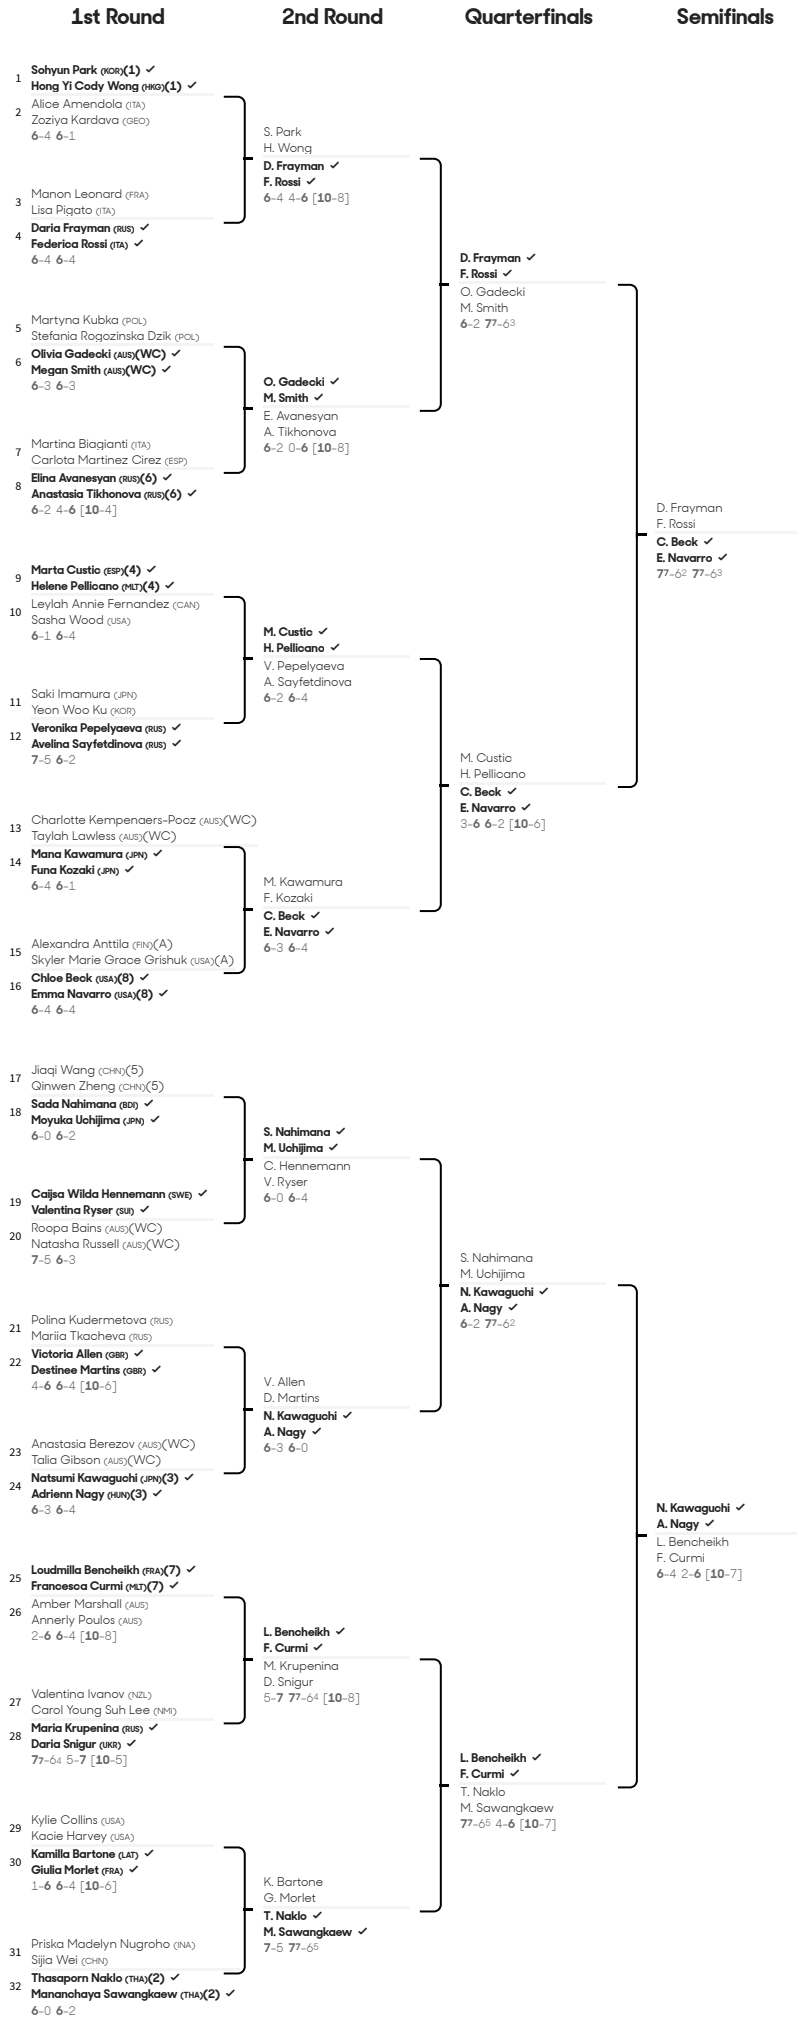 1st Round
2nd Round
Quarterfinals
Semifinals
1
Sohyun Park (KOR)(1) ✓
Hong Yi Cody Wong (HKG)(1) ✓
2
Alice Amendola (ITA)
Zoziya Kardava (GEO)
6-4 6-1
3
Manon Leonard (FRA)
Lisa Pigato (ITA)
4
Daria Frayman (RUS) ✓
Federica Rossi (ITA) ✓
6-4 6-4
5
Martyna Kubka (POL)
Stefania Rogozinska Dzik (POL)
6
Olivia Gadecki (AUS)(WC) ✓
Megan Smith (AUS)(WC) ✓
6-3 6-3
7
Martina Biagianti (ITA)
Carlota Martinez Cirez (ESP)
8
Elina Avanesyan (RUS)(6) ✓
Anastasia Tikhonova (RUS)(6) ✓
6-2 4-6 [10-4]
9
Marta Custic (ESP)(4) ✓
Helene Pellicano (MLT)(4) ✓
10
Leylah Annie Fernandez (CAN)
Sasha Wood (USA)
6-1 6-4
11
Saki Imamura (JPN)
Yeon Woo Ku (KOR)
12
Veronika Pepelyaeva (RUS) ✓
Avelina Sayfetdinova (RUS) ✓
7-5 6-2
13
Charlotte Kempenaers-Pocz (AUS)(WC)
Taylah Lawless (AUS)(WC)
14
Mana Kawamura (JPN) ✓
Funa Kozaki (JPN) ✓
6-4 6-1
15
Alexandra Anttila (FIN)(A)
Skyler Marie Grace Grishuk (USA)(A)
16
Chloe Beck (USA)(8) ✓
Emma Navarro (USA)(8) ✓
6-4 6-4
17
Jiaqi Wang (CHN)(5)
Qinwen Zheng (CHN)(5)
18
Sada Nahimana (BDI) ✓
Moyuka Uchijima (JPN) ✓
6-0 6-2
19
Caijsa Wilda Hennemann (SWE) ✓
Valentina Ryser (SUI) ✓
20
Roopa Bains (AUS)(WC)
Natasha Russell (AUS)(WC)
7-5 6-3
21
Polina Kudermetova (RUS)
Mariia Tkacheva (RUS)
22
Victoria Allen (GBR) ✓
Destinee Martins (GBR) ✓
4-6 6-4 [10-6]
23
Anastasia Berezov (AUS)(WC)
Talia Gibson (AUS)(WC)
24
Natsumi Kawaguchi (JPN)(3) ✓
Adrienn Nagy (HUN)(3) ✓
6-3 6-4
25
Loudmilla Bencheikh (FRA)(7) ✓
Francesca Curmi (MLT)(7) ✓
26
Amber Marshall (AUS)
Annerly Poulos (AUS)
2-6 6-4 [10-8]
27
Valentina Ivanov (NZL)
Carol Young Suh Lee (NMI)
28
Maria Krupenina (RUS) ✓
Daria Snigur (UKR) ✓
7⁷-6⁴ 5-7 [10-5]
29
Kylie Collins (USA)
Kacie Harvey (USA)
30
Kamilla Bartone (LAT) ✓
Giulia Morlet (FRA) ✓
1-6 6-4 [10-6]
31
Priska Madelyn Nugroho (INA)
Sijia Wei (CHN)
32
Thasaporn Naklo (THA)(2) ✓
Mananchaya Sawangkaew (THA)(2) ✓
6-0 6-2
S. Park
H. Wong
D. Frayman ✓
F. Rossi ✓
6-4 4-6 [10-8]
O. Gadecki ✓
M. Smith ✓
E. Avanesyan
A. Tikhonova
6-2 0-6 [10-8]
M. Custic ✓
H. Pellicano ✓
V. Pepelyaeva
A. Sayfetdinova
6-2 6-4
M. Kawamura
F. Kozaki
C. Beck ✓
E. Navarro ✓
6-3 6-4
S. Nahimana ✓
M. Uchijima ✓
C. Hennemann
V. Ryser
6-0 6-4
V. Allen
D. Martins
N. Kawaguchi ✓
A. Nagy ✓
6-3 6-0
L. Bencheikh ✓
F. Curmi ✓
M. Krupenina
D. Snigur
5-7 7⁷-6⁴ [10-8]
K. Bartone
G. Morlet
T. Naklo ✓
M. Sawangkaew ✓
7-5 7⁷-6⁵
D. Frayman ✓
F. Rossi ✓
O. Gadecki
M. Smith
6-2 7⁷-6³
M. Custic
H. Pellicano
C. Beck ✓
E. Navarro ✓
3-6 6-2 [10-6]
S. Nahimana
M. Uchijima
N. Kawaguchi ✓
A. Nagy ✓
6-2 7⁷-6²
L. Bencheikh ✓
F. Curmi ✓
T. Naklo
M. Sawangkaew
7⁷-6⁵ 4-6 [10-7]
D. Frayman
F. Rossi
C. Beck ✓
E. Navarro ✓
7⁷-6² 7⁷-6³
N. Kawaguchi ✓
A. Nagy ✓
L. Bencheikh
F. Curmi
6-4 2-6 [10-7]